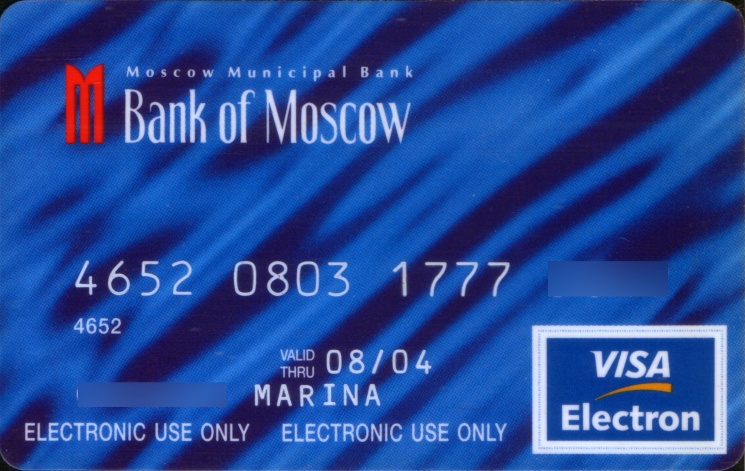 Moscow Municipal Bank
Bank of Moscow
4652 0803 1777
4652
VALID THRU 08/04
MARINA
ELECTRONIC USE ONLY ELECTRONIC USE ONLY
VISA
Electron